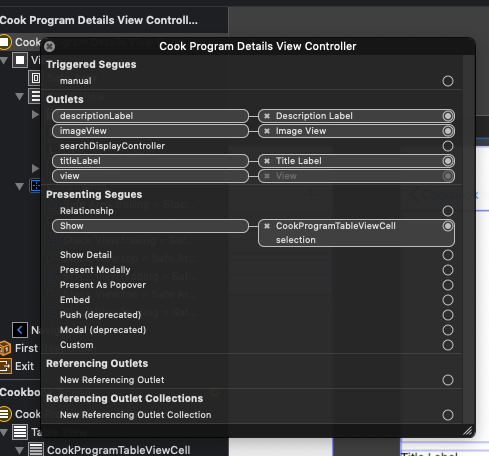 Cook Program Details View Controll...
Cook Program Details View Controller
Triggered Segues
manual
Outlets
descriptionLabel
Description Label
imageView
Image View
searchDisplayController
titleLabel
Title Label
view
View
Presenting Segues
Relationship
Show
CookProgramTableViewCell
selection
Show Detail
Present Modally
Present As Popover
Embed
Push (deprecated)
Modal (deprecated)
Custom
Referencing Outlets
New Referencing Outlet
Referencing Outlet Collections
New Referencing Outlet Collection
Cook
Vi
Na
First R
Exit
Cookbo
Cook
Ta
CookProgramTableViewCell
Title Label